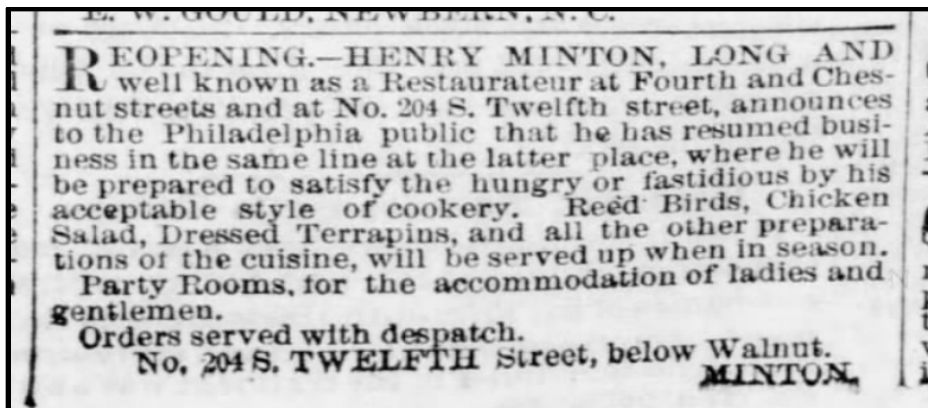 E. W. GOULD, NEWBERN, N. C.
REOPENING.—HENRY MINTON, LONG AND
well known as a Restaurateur at Fourth and Ches-
nut streets and at No. 204 S. Twelfth street, announces
to the Philadelphia public that he has resumed busi-
ness in the same line at the latter place, where he will
be prepared to satisfy the hungry or fastidious by his
acceptable style of cookery. Reed Birds, Chicken
Salad, Dressed Terrapins, and all the other prepara-
tions of the cuisine, will be served up when in season.
Party Rooms, for the accommodation of ladies and
gentlemen.
Orders served with despatch.
No. 204 S. TWELFTH Street, below Walnut.
MINTON.